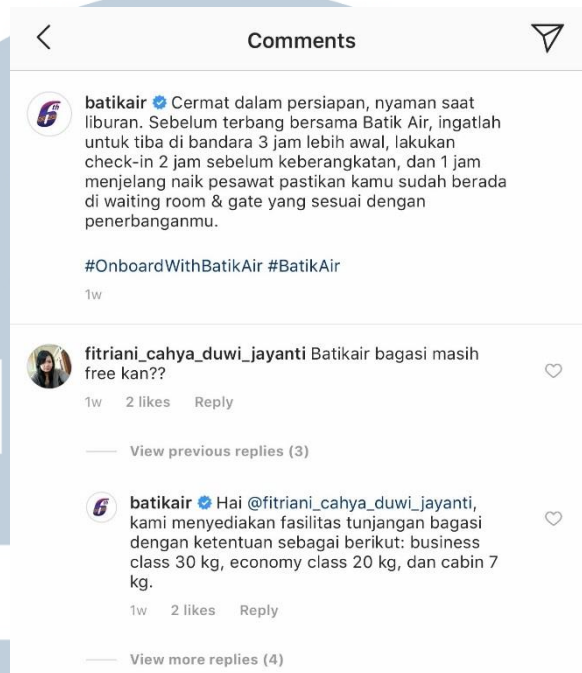 Comments
batikair Cermat dalam persiapan, nyaman saat
liburan. Sebelum terbang bersama Batik Air, ingatlah
untuk tiba di bandara 3 jam lebih awal, lakukan
check-in 2 jam sebelum keberangkatan, dan 1 jam
menjelang naik pesawat pastikan kamu sudah berada
di waiting room & gate yang sesuai dengan
penerbanganmu.
#OnboardWithBatikAir #BatikAir
1w
fitriani_cahya_duwi_jayanti Batikair bagasi masih
free kan??
1w 2 likes Reply
View previous replies (3)
batikair Hai @fitriani_cahya_duwi_jayanti,
kami menyediakan fasilitas tunjangan bagasi
dengan ketentuan sebagai berikut: business
class 30 kg, economy class 20 kg, dan cabin 7
kg.
1w 2 likes Reply
View more replies (4)